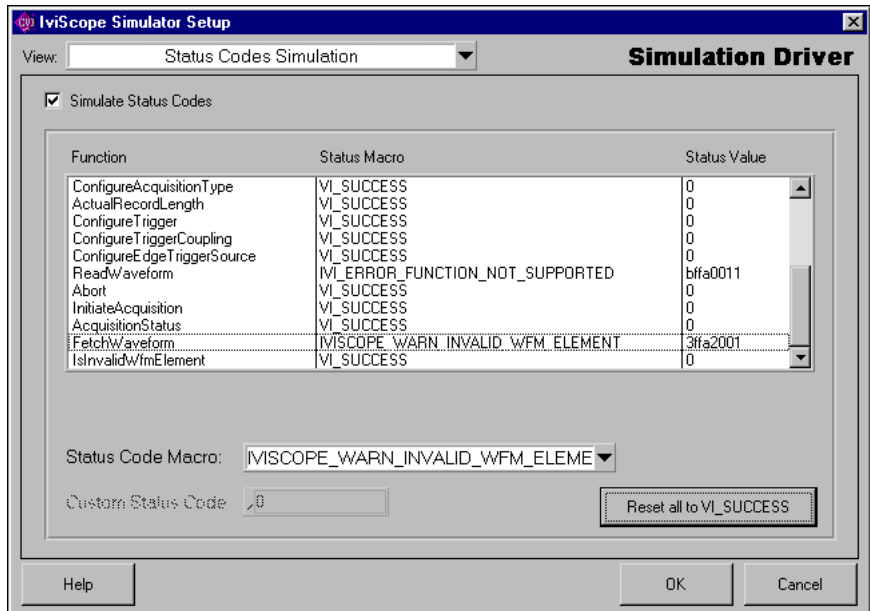 CVI IviScope Simulator Setup
View: Status Codes Simulation Simulation Driver
Simulate Status Codes
Function Status Macro Status Value
ConfigureAcquisitionType VI_SUCCESS 0
ActualRecordLength VI_SUCCESS 0
ConfigureTrigger VI_SUCCESS 0
ConfigureTriggerCoupling VI_SUCCESS 0
ConfigureEdgeTriggerSource VI_SUCCESS 0
ReadWaveform IVI_ERROR_FUNCTION_NOT_SUPPORTED bffa0011
Abort VI_SUCCESS 0
InitiateAcquisition VI_SUCCESS 0
AcquisitionStatus VI_SUCCESS 0
FetchWaveform IVISCOPE_WARN_INVALID_WFM_ELEMENT 3ffa2001
IsInvalidWfmElement VI_SUCCESS 0
Status Code Macro: IVISCOPE_WARN_INVALID_WFM_ELEME
Custom Status Code 0
Reset all to VI_SUCCESS
Help OK Cancel